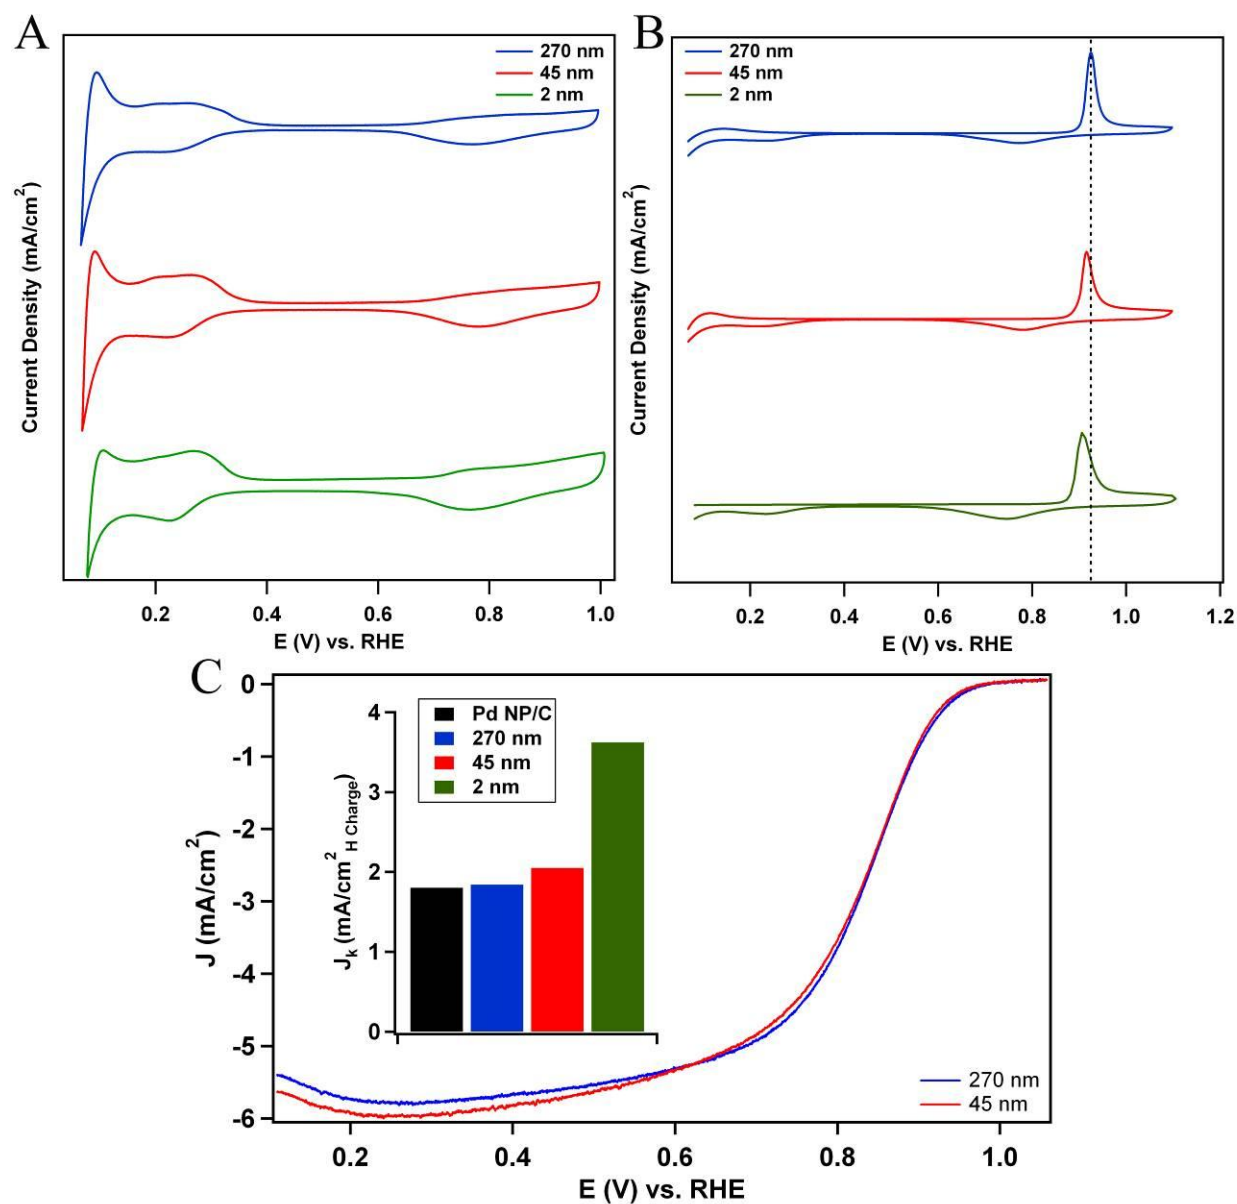 A
270 nm
45 nm
2 nm
Current Density (mA/cm²)
0.2 0.4 0.6 0.8 1.0
E (V) vs. RHE
B
270 nm
45 nm
2 nm
Current Density (mA/cm²)
0.2 0.4 0.6 0.8 1.0 1.2
E (V) vs. RHE
C
0
-1
-2
-3
-4
-5
-6
J (mA/cm²)
4
3
2
1
0
Jₖ (mA/cm² H Charge)
Pd NP/C
270 nm
45 nm
2 nm
270 nm
45 nm
0.2 0.4 0.6 0.8 1.0
E (V) vs. RHE